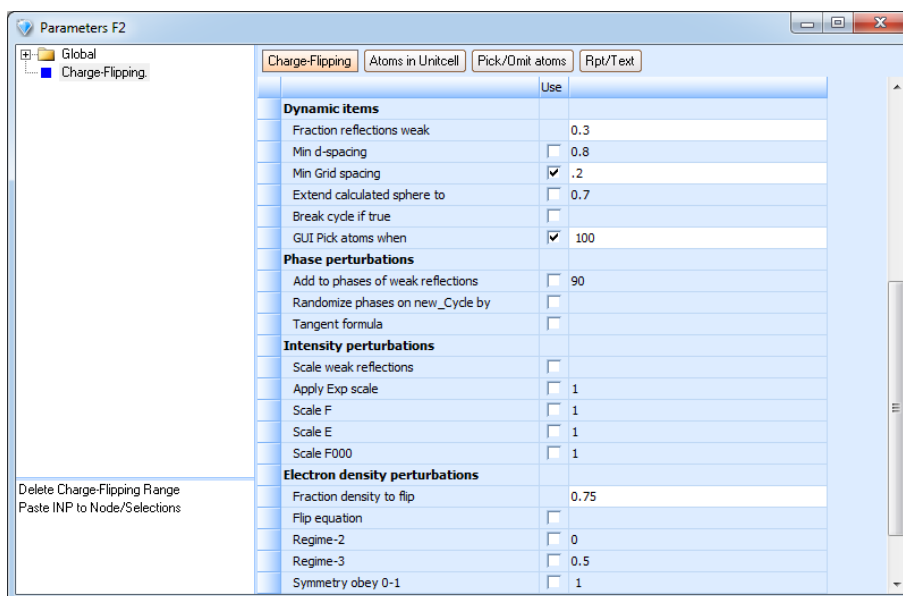 Parameters F2
Global
Charge-Flipping.
Delete Charge-Flipping Range
Paste INP to Node/Selections
Charge-Flipping Atoms in Unitcell Pick/Omit atoms Rpt/Text
Use
Dynamic items
Fraction reflections weak 0.3
Min d-spacing 0.8
Min Grid spacing .2
Extend calculated sphere to 0.7
Break cycle if true
GUI Pick atoms when 100
Phase perturbations
Add to phases of weak reflections 90
Randomize phases on new_Cycle by
Tangent formula
Intensity perturbations
Scale weak reflections
Apply Exp scale 1
Scale F 1
Scale E 1
Scale F000 1
Electron density perturbations
Fraction density to flip 0.75
Flip equation
Regime-2 0
Regime-3 0.5
Symmetry obey 0-1 1